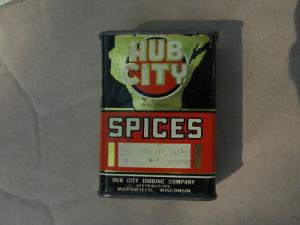 HUB
CITY
SPICES
HUB CITY JOBBING COMPANY
DISTRIBUTORS
MARSHFIELD, WISCONSIN